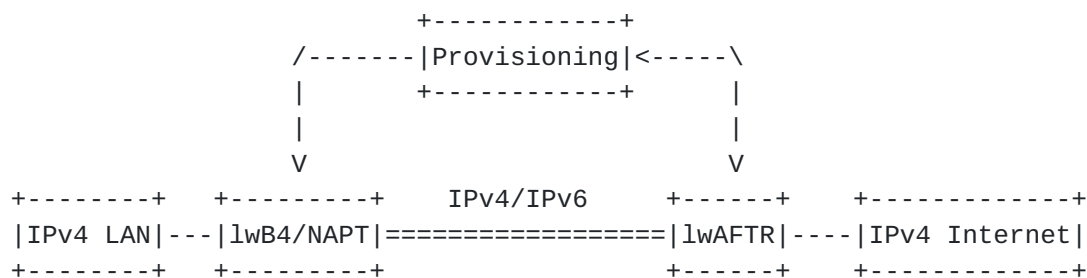 Provisioning
IPv4/IPv6
IPv4 LAN lwB4/NAPT lwAFTR IPv4 Internet